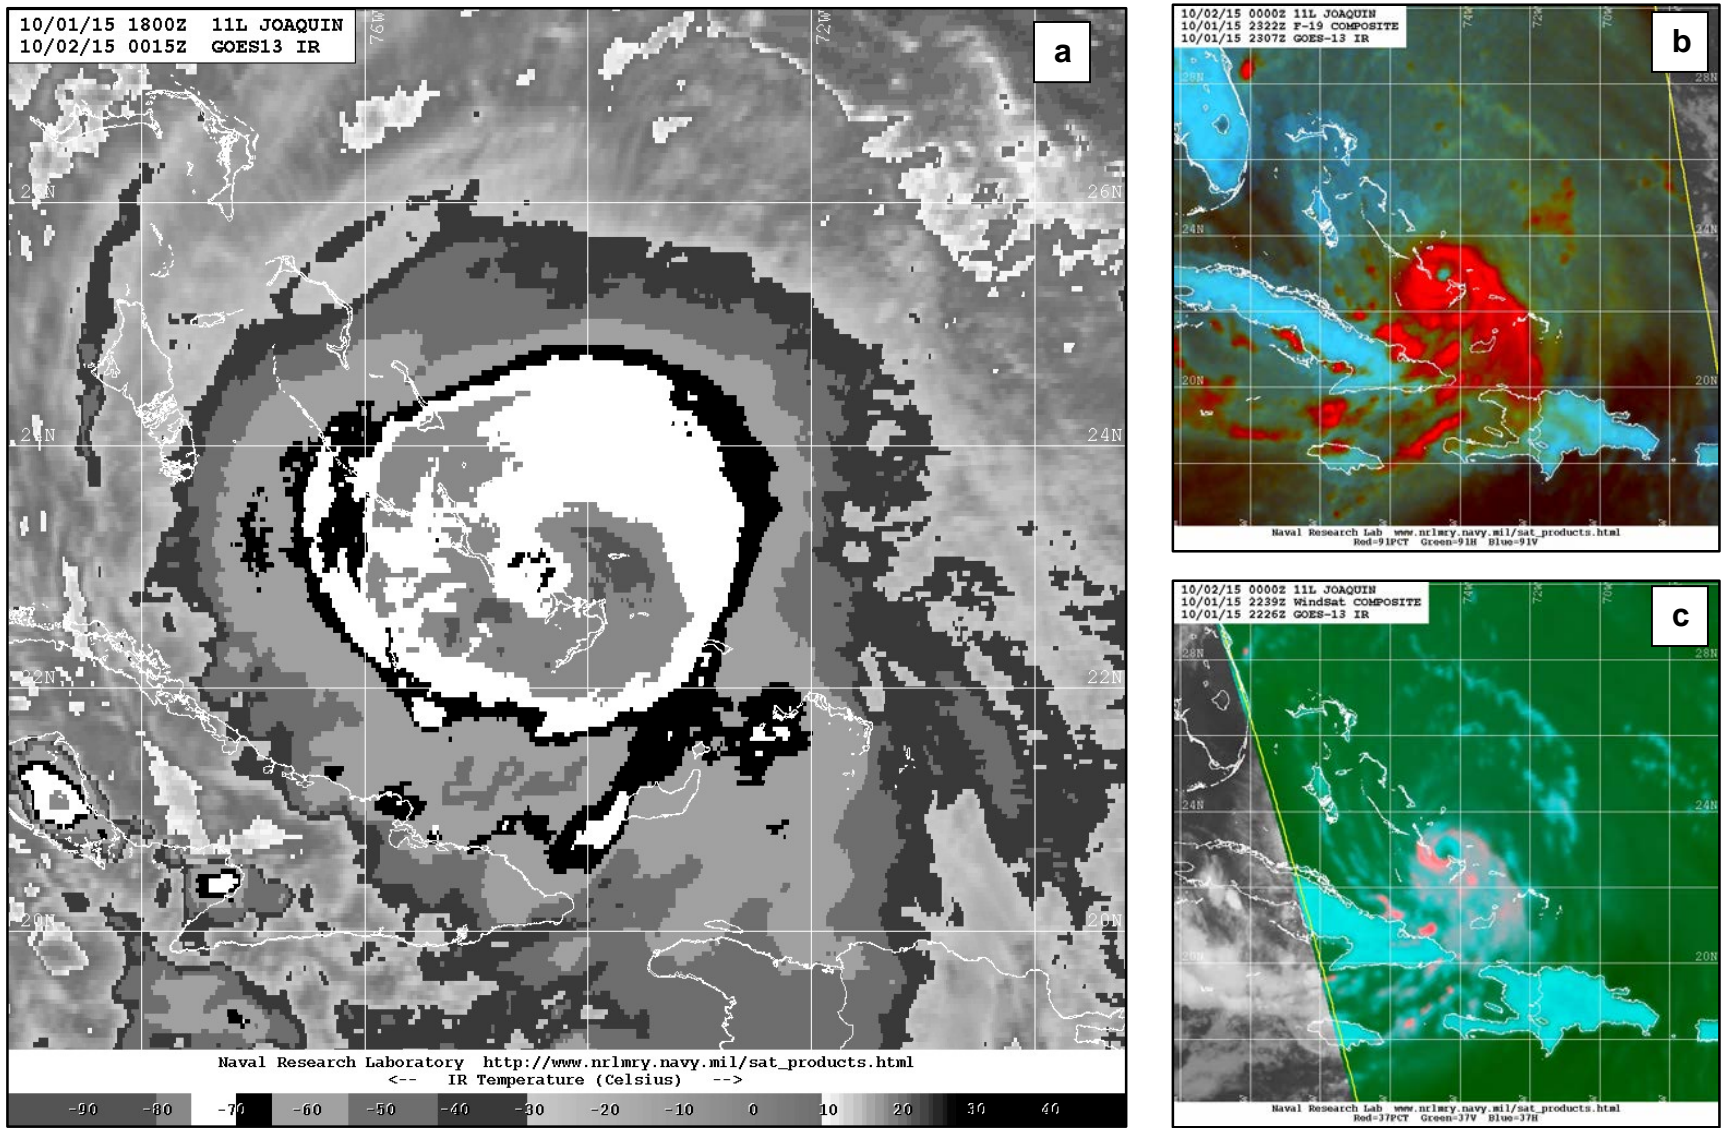 10/01/15 1800Z 11L JOAQUIN
10/02/15 0015Z GOES13 IR
76W
72W
a
26N
26N
24N
24N
22N
22N
20N
20N
Naval Research Laboratory http://www.nrlmry.navy.mil/sat_products.html
<-- IR Temperature (Celsius) -->
-90 -80 -70 -60 -50 -40 -30 -20 -10 0 10 20 30 40
10/02/15 0000Z 11L JOAQUIN
10/01/15 2322Z F-19 COMPOSITE
10/01/15 2307Z GOES-13 IR
74W
72W
70W
b
28N
28N
24N
24N
20N
20N
Naval Research Lab www.nrlmry.navy.mil/sat_products.html
Red=91PCT Green=91H Blue=91V
10/02/15 0000Z 11L JOAQUIN
10/01/15 2239Z WindSat COMPOSITE
10/01/15 2226Z GOES-13 IR
74W
72W
70W
c
28N
28N
24N
24N
20N
20N
Naval Research Lab www.nrlmry.navy.mil/sat_products.html
Red=37PCT Green=37V Blue=37H